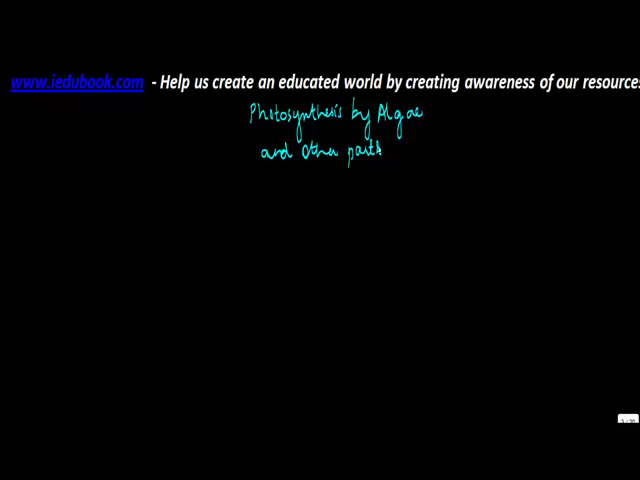 www.iedubook.com - Help us create an educated world by creating awareness of our resources
Photosynthesis by Algae
and Other parts